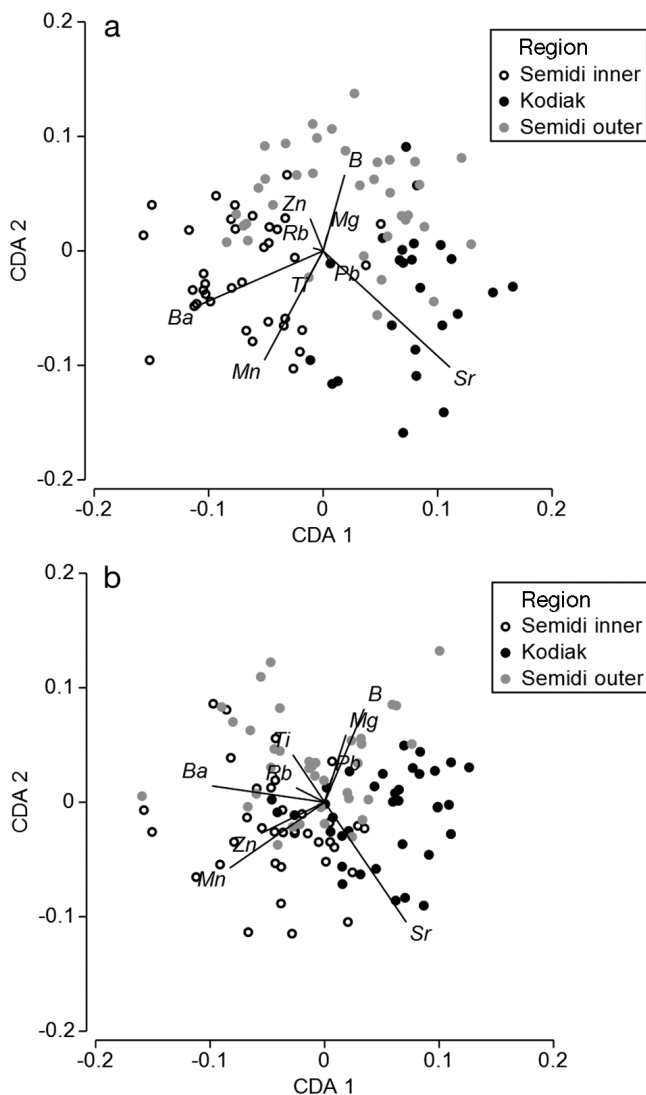 a
0.2
0.1
0
-0.1
-0.2
CDA 2
Region
Semidi inner
Kodiak
Semidi outer
B
Zn
Mg
Rb
Pb
Ti
Ba
Mn
Sr
-0.2 -0.1 0 0.1 0.2
CDA 1
b
0.2
0.1
0
-0.1
-0.2
CDA 2
Region
Semidi inner
Kodiak
Semidi outer
B
Mg
Ti
Pb
Ba
Rb
Zn
Mn
Sr
-0.2 -0.1 0 0.1 0.2
CDA 1